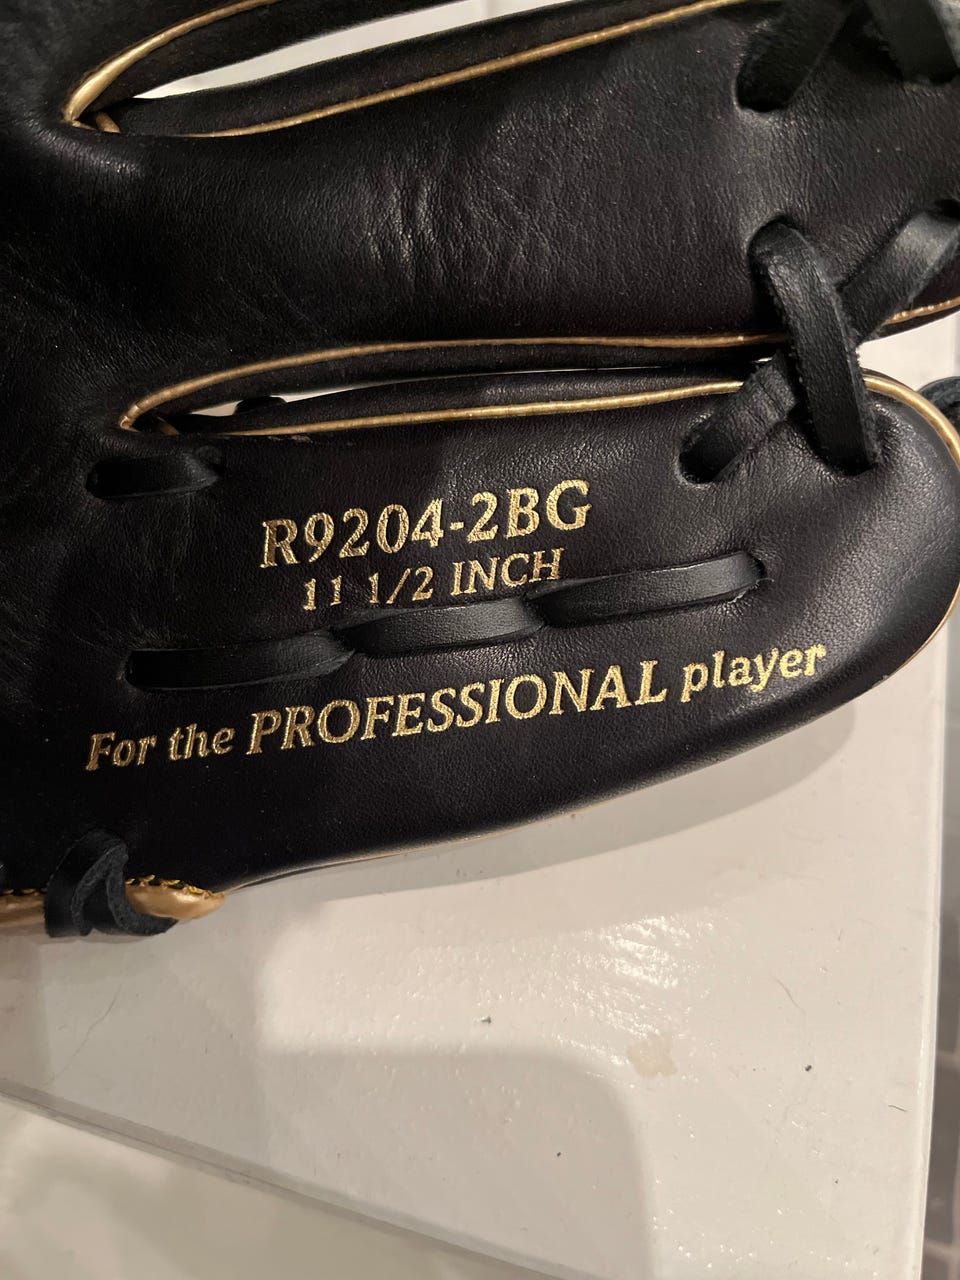 R9204-2BG
11 1/2 INCH
For the PROFESSIONAL player